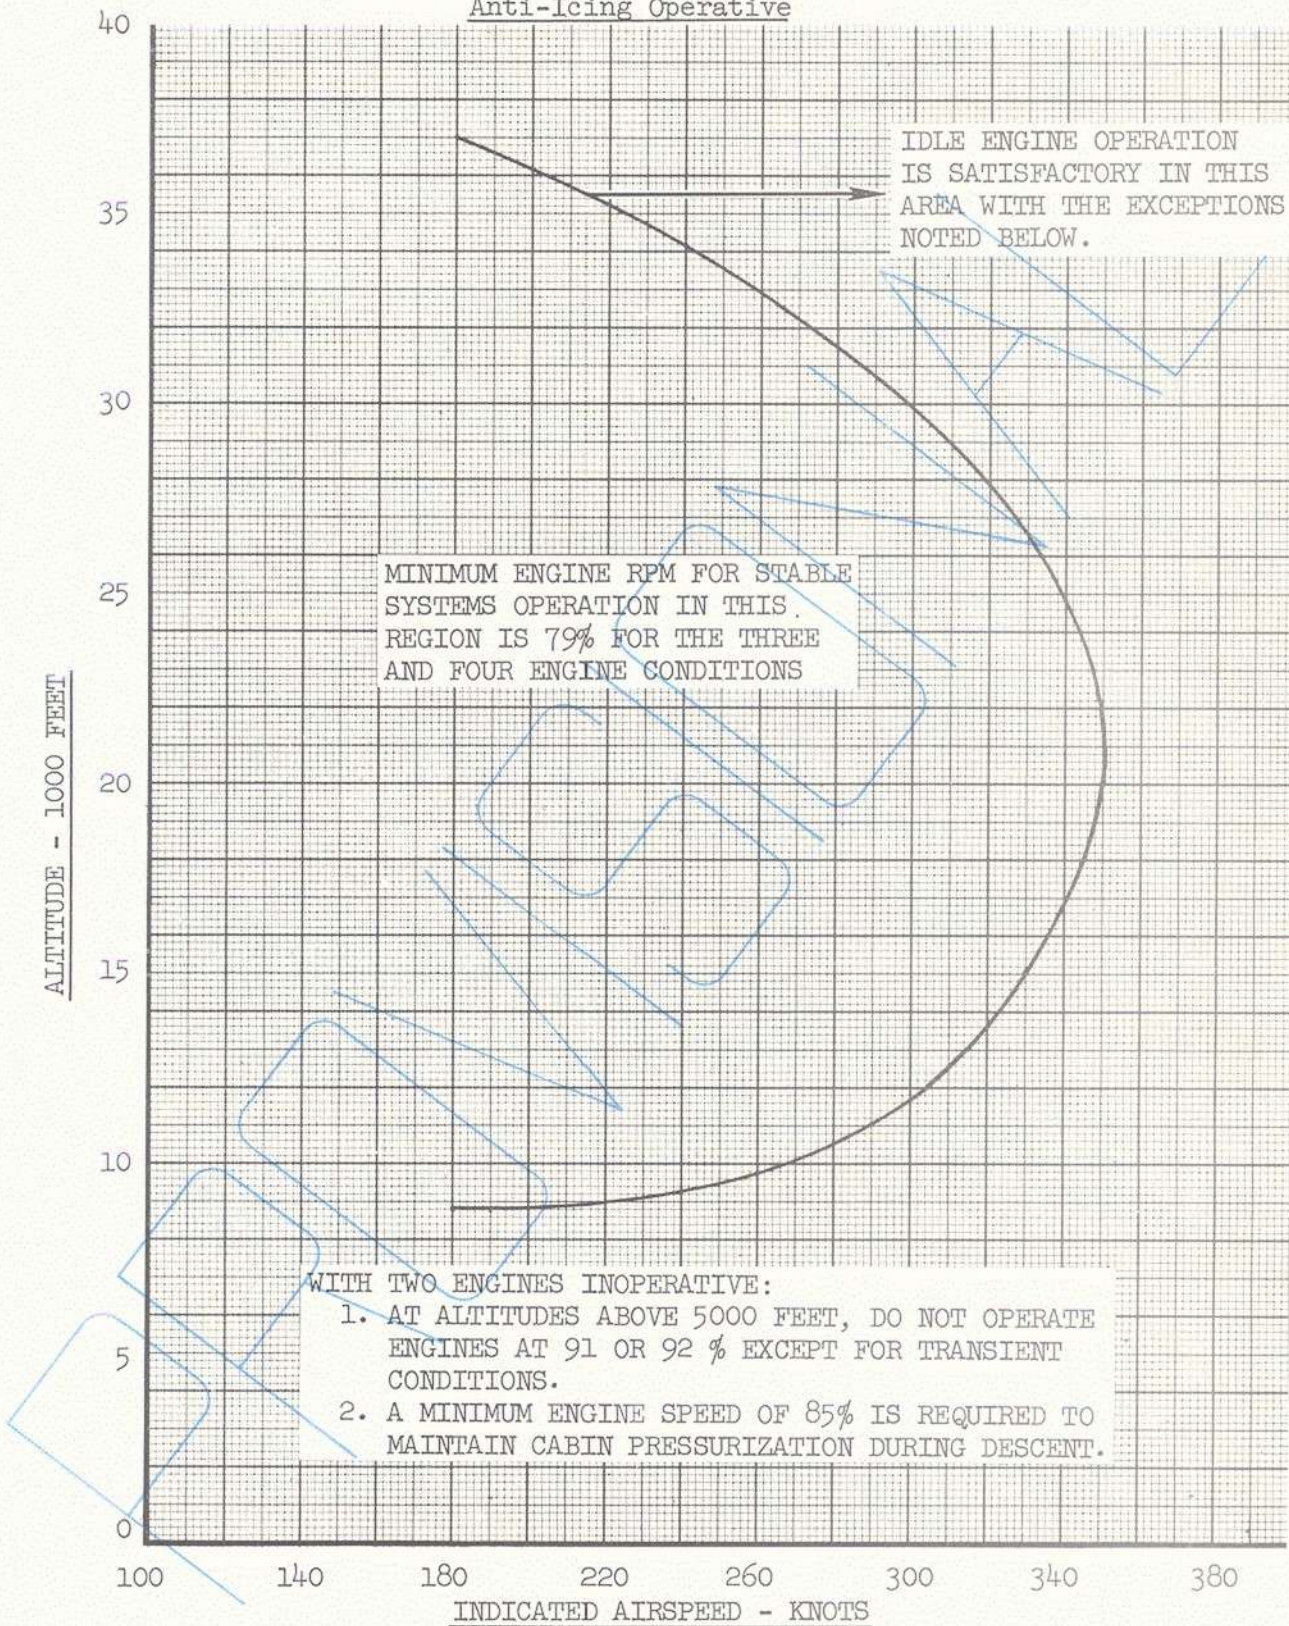 Anti-Icing Operative
40
IDLE ENGINE OPERATION
IS SATISFACTORY IN THIS
AREA WITH THE EXCEPTIONS
NOTED BELOW.
35
30
MINIMUM ENGINE RPM FOR STABLE
SYSTEMS OPERATION IN THIS
REGION IS 79% FOR THE THREE
AND FOUR ENGINE CONDITIONS
25
ALTITUDE - 1000 FEET
20
15
10
WITH TWO ENGINES INOPERATIVE:
1. AT ALTITUDES ABOVE 5000 FEET, DO NOT OPERATE
ENGINES AT 91 OR 92 % EXCEPT FOR TRANSIENT
CONDITIONS.
2. A MINIMUM ENGINE SPEED OF 85% IS REQUIRED TO
MAINTAIN CABIN PRESSURIZATION DURING DESCENT.
5
0
100 140 180 220 260 300 340 380
INDICATED AIRSPEED - KNOTS